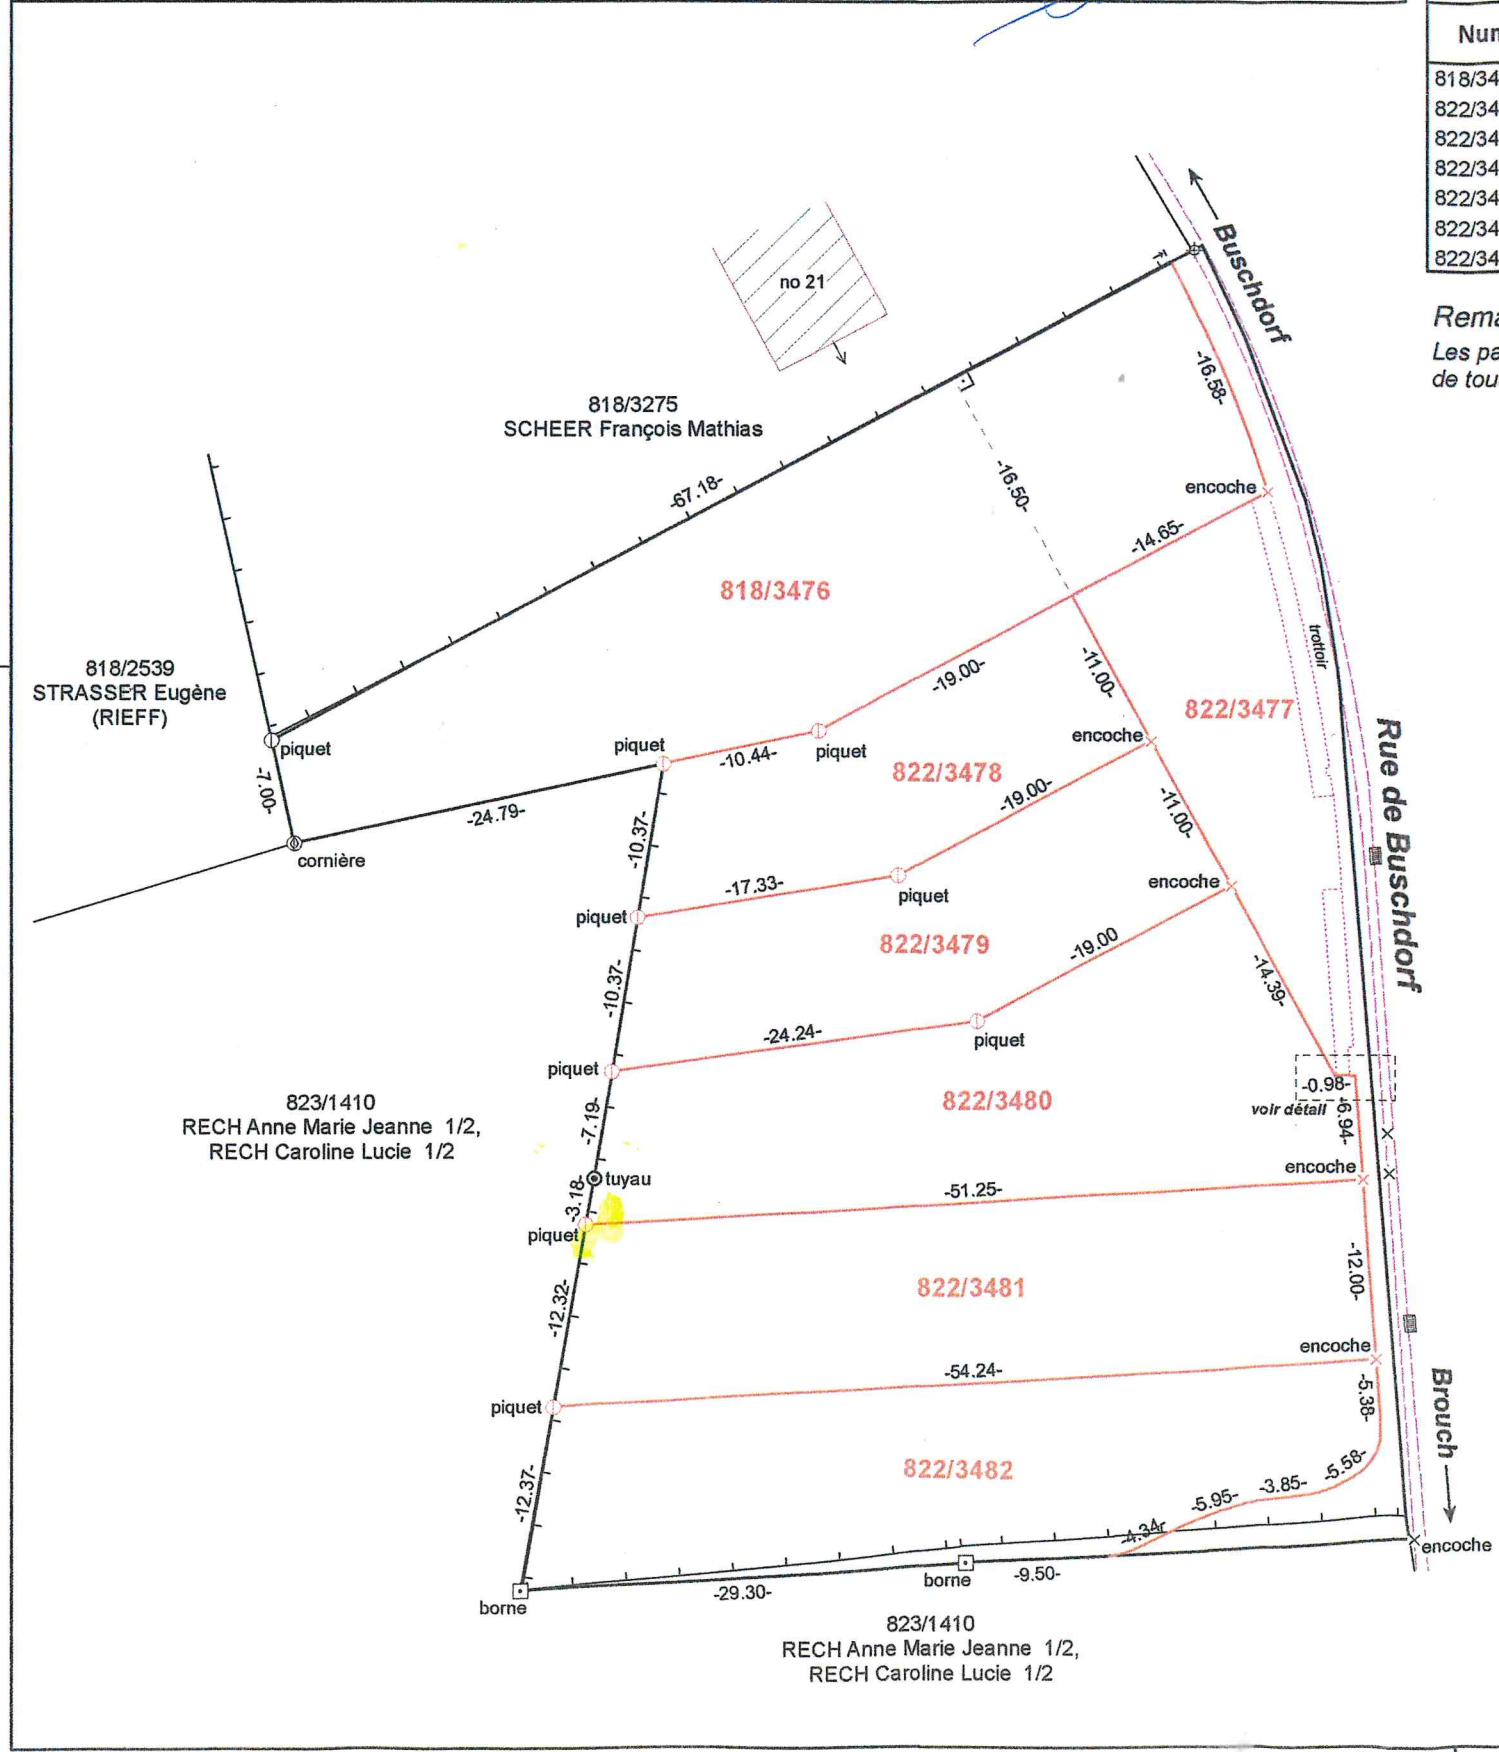 Num
818/34
822/34
822/34
822/34
822/34
822/34
822/34
Rema
Les pa
de tou
Buschdorf
no 21
818/3275
SCHEER François Mathias
-67.18-
-16.58-
-16.50-
encoche
-14.65-
818/3476
trottoir
818/2539
STRASSER Eugène
(RIEFF)
piquet
-7.00-
-24.79-
cornière
piquet
-10.44-
piquet
-19.00-
-11.00-
822/3477
Rue de Buschdorf
encoche
822/3478
-19.00-
-11.00-
-10.37-
piquet
-17.33-
piquet
encoche
822/3479
-19.00
-14.39-
-10.37-
piquet
-24.24-
piquet
822/3480
-0.98-
voir détail
-6.94-
823/1410
RECH Anne Marie Jeanne 1/2,
RECH Caroline Lucie 1/2
-7.19-
tuyau
-3.18-
piquet
-51.25-
encoche
822/3481
-12.00-
-12.32-
piquet
-54.24-
encoche
-5.38-
Brouch
822/3482
-12.37-
-5.58-
-3.85-
-5.95-
-4.34-
encoche
borne
-29.30-
borne
-9.50-
823/1410
RECH Anne Marie Jeanne 1/2,
RECH Caroline Lucie 1/2